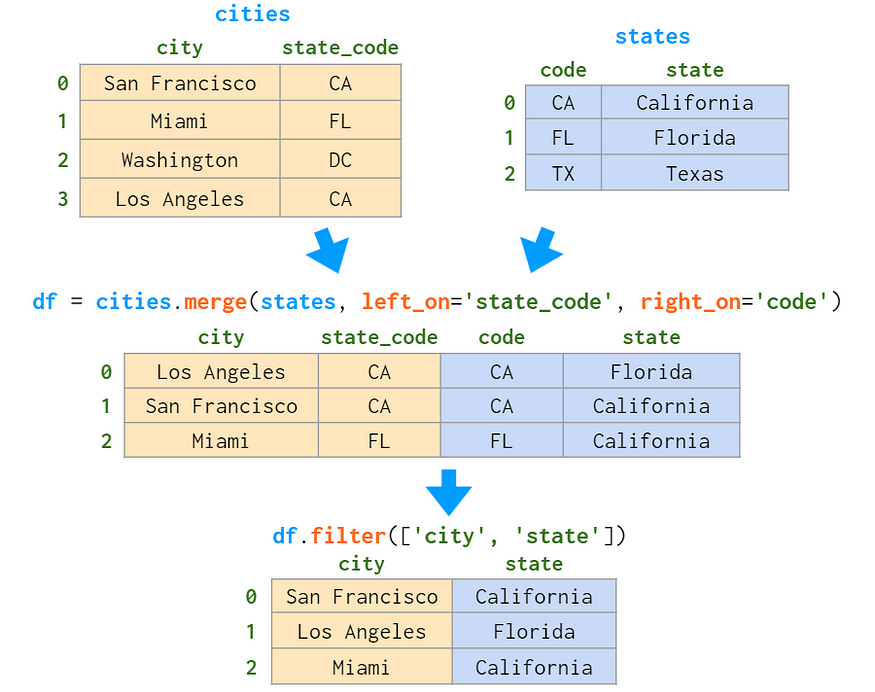 cities
city state_code
0 San Francisco CA
1 Miami FL
2 Washington DC
3 Los Angeles CA
states
code state
0 CA California
1 FL Florida
2 TX Texas
df = cities.merge(states, left_on='state_code', right_on='code')
city state_code code state
0 Los Angeles CA CA Florida
1 San Francisco CA CA California
2 Miami FL FL California
df.filter(['city', 'state'])
city state
0 San Francisco California
1 Los Angeles Florida
2 Miami California